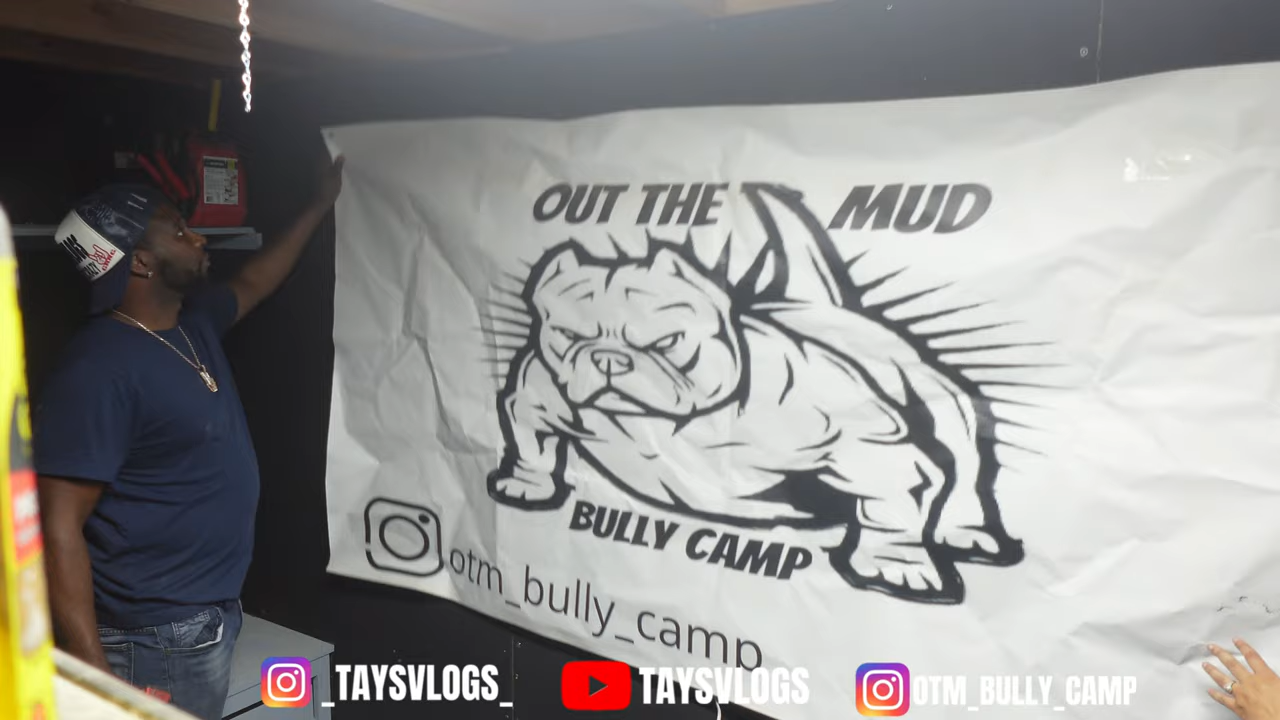 OUT THE MUD
BULLY CAMP
otm_bully_camp
_TAYSVLOGS_ TAYSVLOGS OTM_BULLY_CAMP